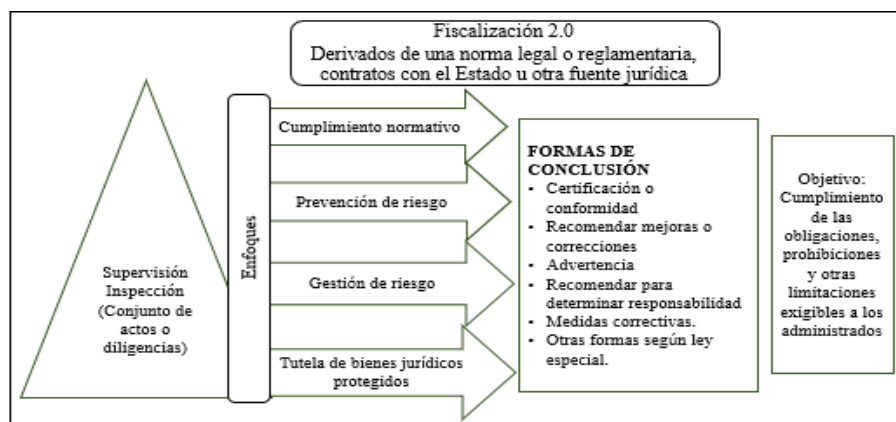 Fiscalización 2.0
Derivados de una norma legal o reglamentaria,
contratos con el Estado u otra fuente jurídica
Supervisión
Inspección
(Conjunto de
actos o
diligencias)
Enfoques
Cumplimiento normativo
Prevención de riesgo
Gestión de riesgo
Tutela de bienes jurídicos
protegidos
FORMAS DE
CONCLUSIÓN
- Certificación o
conformidad
- Recomendar mejoras o
correcciones
- Advertencia
- Recomendar para
determinar responsabilidad
- Medidas correctivas.
- Otras formas según ley
especial.
Objetivo:
Cumplimiento
de las
obligaciones,
prohibiciones
y otras
limitaciones
exigibles a los
administrados